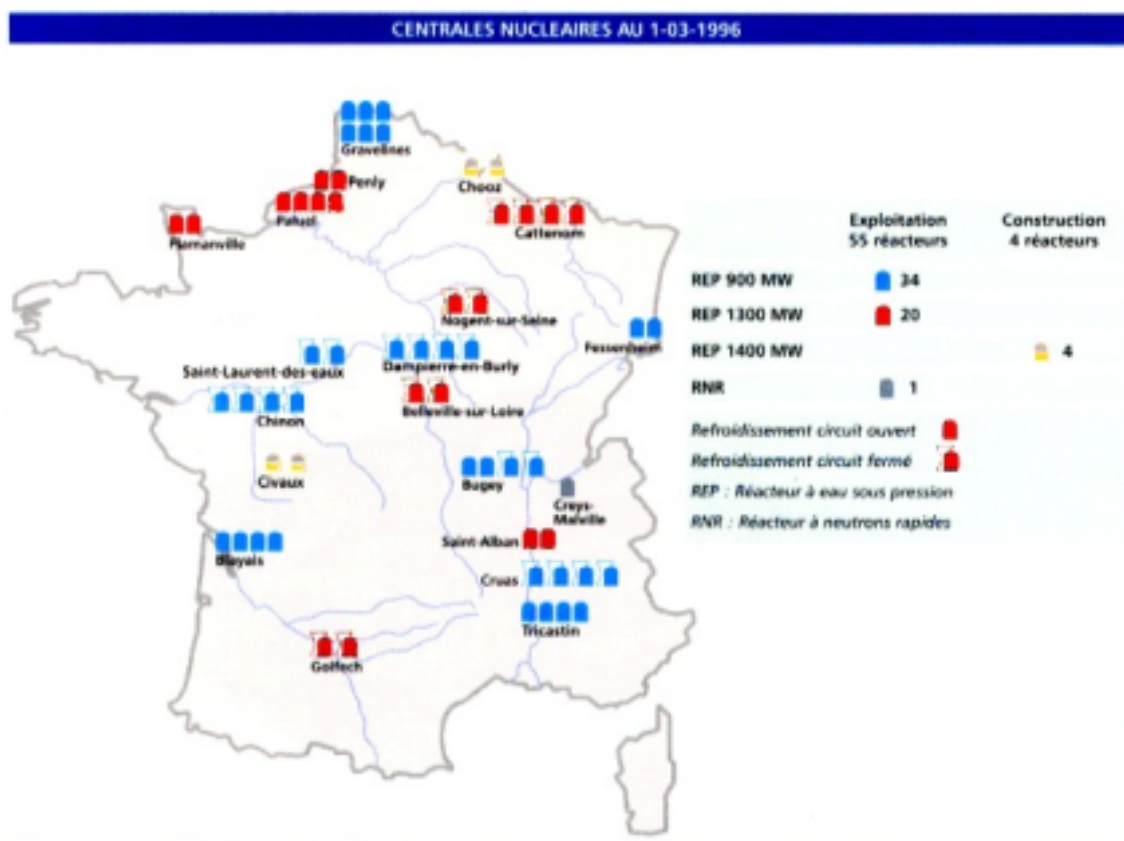 CENTRALES NUCLEAIRES AU 1-03-1996
Gravelines
Penly
Chooz
Paluel
Cattenom
Flamanville
Exploitation
55 réacteurs
Construction
4 réacteurs
REP 900 MW 34
REP 1300 MW 20
REP 1400 MW 4
RNR 1
Refroidissement circuit ouvert
Refroidissement circuit fermé
REP : Réacteur à eau sous pression
RNR : Réacteur à neutrons rapides
Nogent-sur-Seine
Fessenheim
Saint-Laurent-des-eaux
Dampierre-en-Burly
Belleville-sur-Loire
Chinon
Civaux
Bugey
Creys-
Malville
Saint-Alban
Blayais
Cruas
Tricastin
Golfech